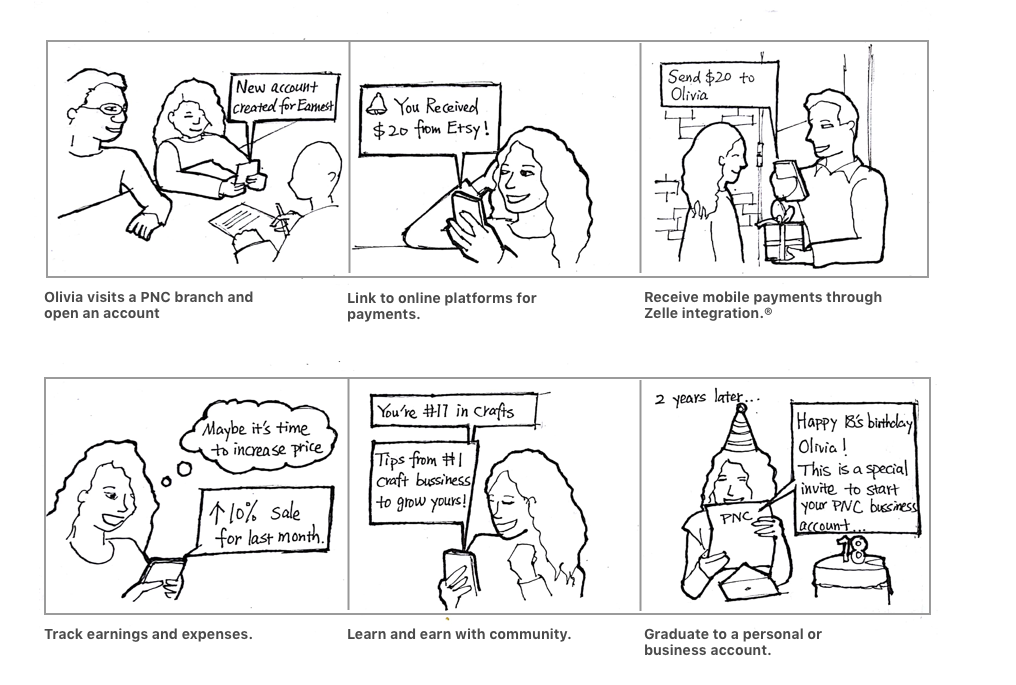 New account
created for Earnest
You Received
$20 from Etsy!
Send $20 to
Olivia
Olivia visits a PNC branch and
open an account
Link to online platforms for
payments.
Receive mobile payments through
Zelle integration.®
Maybe it's time
to increase price
↑10% Sale
for last month.
You're #17 in crafts
Tips from #1
craft bussiness
to grow yours!
2 years later...
Happy 18's birthday
Olivia!
This is a special
invite to start
your PNC bussiness
account...
PNC
18
Track earnings and expenses.
Learn and earn with community.
Graduate to a personal or
business account.